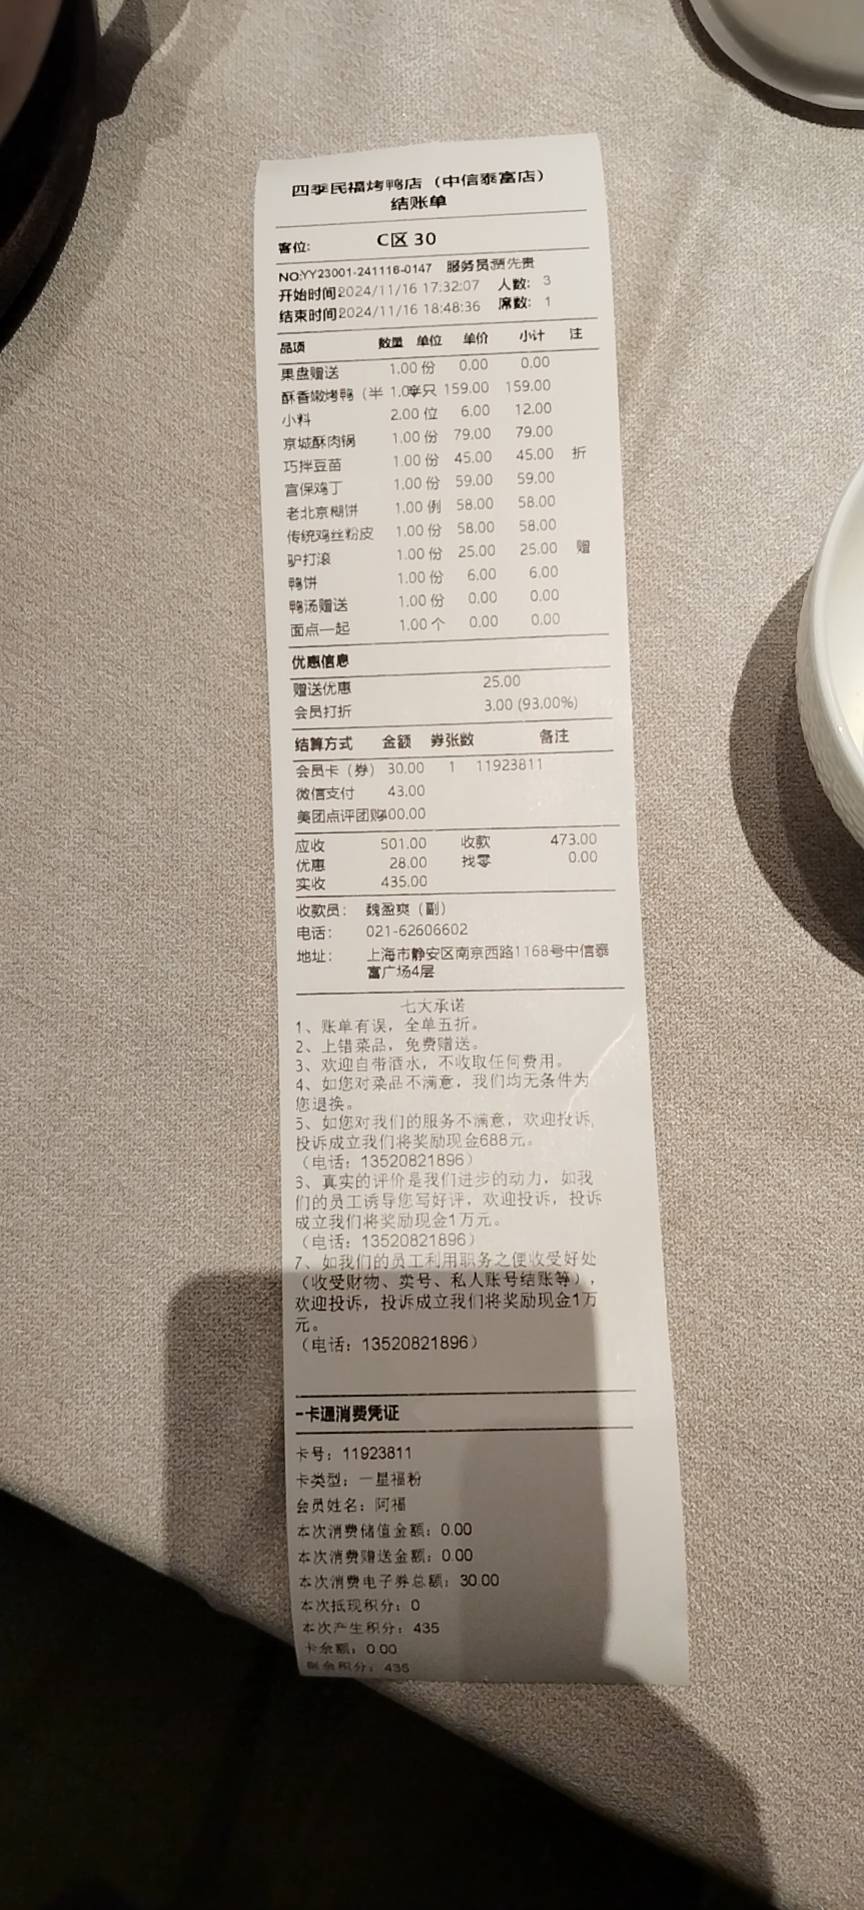 四季民福烤鸭店（中信泰富店）
结账单
客位： C区 30
NO:YY23001-241116-0147 服务员 先贵
开始时间2024/11/16 17:32:07 人数： 3
结束时间2024/11/16 18:48:36 席数： 1
品项 数量 单位 单价 小计 注
果盘赠送 1.00 份 0.00 0.00
酥香嫩烤鸭（半 1.0 只 159.00 159.00
小料 2.00 位 6.00 12.00
京城酥肉锅 1.00 份 79.00 79.00
巧拌豆苗 1.00 份 45.00 45.00 折
宫保鸡丁 1.00 份 59.00 59.00
老北京糊饼 1.00 例 58.00 58.00
传统鸡丝粉皮 1.00 份 58.00 58.00
驴打滚 1.00 份 25.00 25.00 赠
鸭饼 1.00 份 6.00 6.00
鸭汤赠送 1.00 份 0.00 0.00
面点一起 1.00 个 0.00 0.00
优惠信息
赠送优惠 25.00
会员打折 3.00 (93.00%)
结算方式 金额 券张数 备注
会员卡（券） 30.00 1 11923811
微信支付 43.00
美团点评团购400.00
应收 501.00 收款 473.00
优惠 28.00 找零 0.00
实收 435.00
收款员： 魏盈爽（副）
电话： 021-62606602
地址： 上海市静安区南京西路1168号中信泰
富广场4层
七大承诺
1、账单有误，全单五折。
2、上错菜品，免费赠送。
3、欢迎自带酒水，不收取任何费用。
4、如您对菜品不满意，我们均无条件为
您退换。
5、如您对我们的服务不满意，欢迎投诉，
投诉成立我们将奖励现金688元。
（电话：13520821896）
6、真实的评价是我们进步的动力，如我
们的员工诱导您写好评，欢迎投诉，投诉
成立我们将奖励现金1万元。
（电话：13520821896）
7、如我们的员工利用职务之便收受好处
（收受财物、卖号、私人账号结账等），
欢迎投诉，投诉成立我们将奖励现金1万
元。
（电话：13520821896）
一卡通消费凭证
卡号：11923811
卡类型：一星福粉
会员姓名：阿福
本次消费储值金额：0.00
本次消费赠送金额：0.00
本次消费电子券总额：30.00
本次抵现积分：0
本次产生积分：435
卡余额：0.00
剩余积分：435